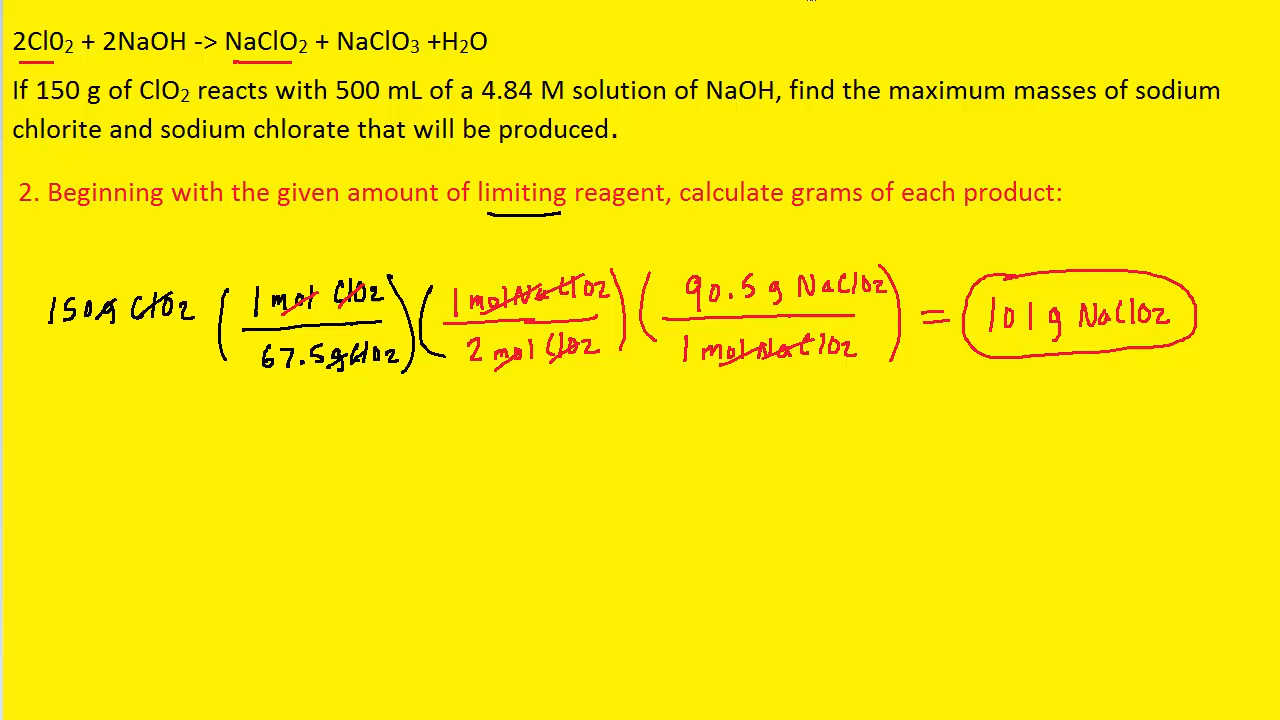 2Cl0₂ + 2NaOH -> NaClO₂ + NaClO₃ +H₂O
If 150 g of ClO₂ reacts with 500 mL of a 4.84 M solution of NaOH, find the maximum masses of sodium
chlorite and sodium chlorate that will be produced.
2. Beginning with the given amount of limiting reagent, calculate grams of each product:
150g ClO2 (1 mol ClO2 / 67.5g ClO2) (1 mol NaClO2 / 2 mol ClO2) (90.5 g NaClO2 / 1 mol NaClO2) = 101 g NaClO2